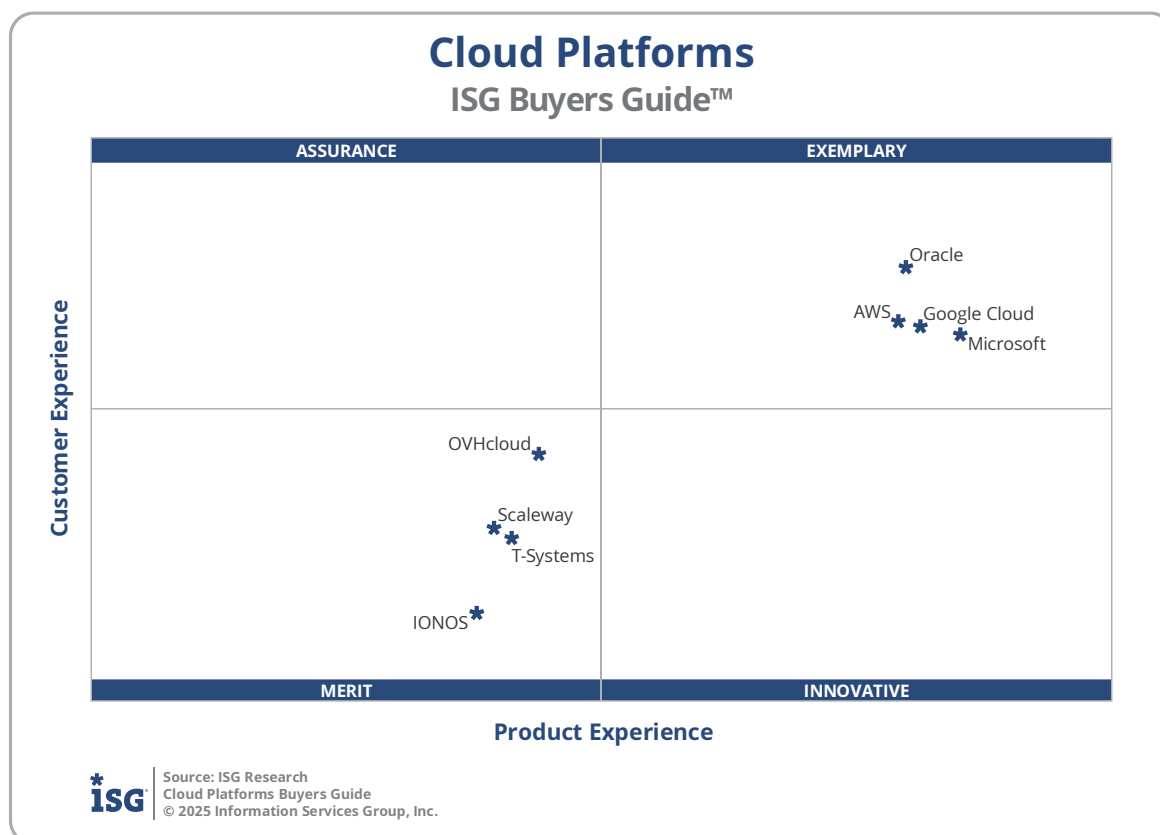 Cloud Platforms
ISG Buyers Guide™
ASSURANCE
EXEMPLARY
Oracle
AWS
Google Cloud
Microsoft
Customer Experience
OVHcloud
Scaleway
T-Systems
IONOS
MERIT
INNOVATIVE
Product Experience
ISG
Source: ISG Research
Cloud Platforms Buyers Guide
© 2025 Information Services Group, Inc.